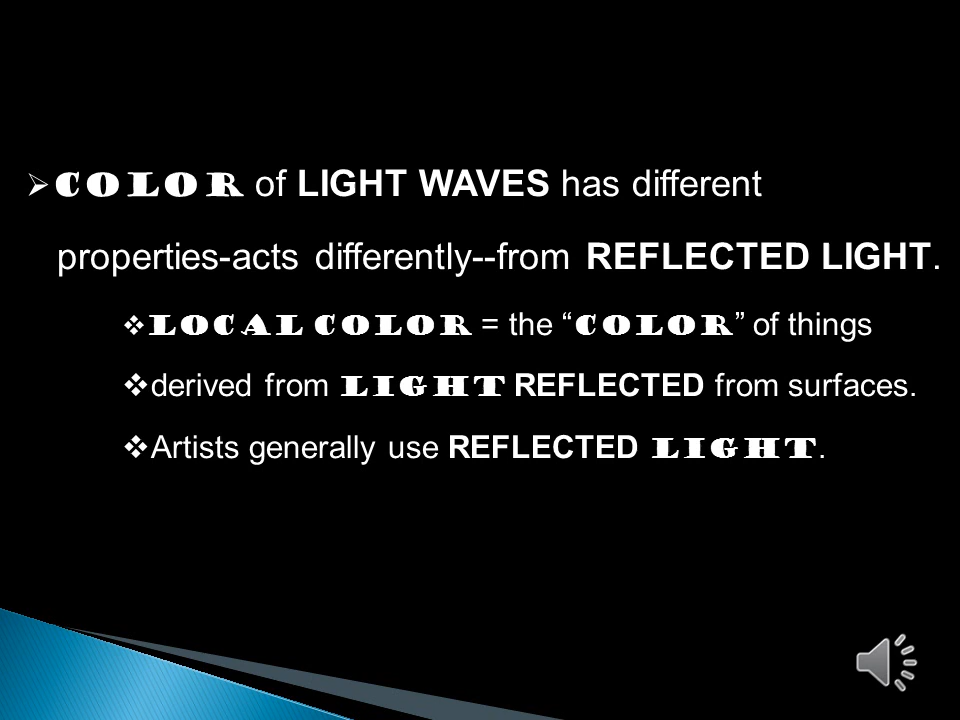 ➢COLOR of LIGHT WAVES has different
properties-acts differently--from REFLECTED LIGHT.
❖LOCAL COLOR = the “COLOR” of things
❖derived from LIGHT REFLECTED from surfaces.
❖Artists generally use REFLECTED LIGHT.